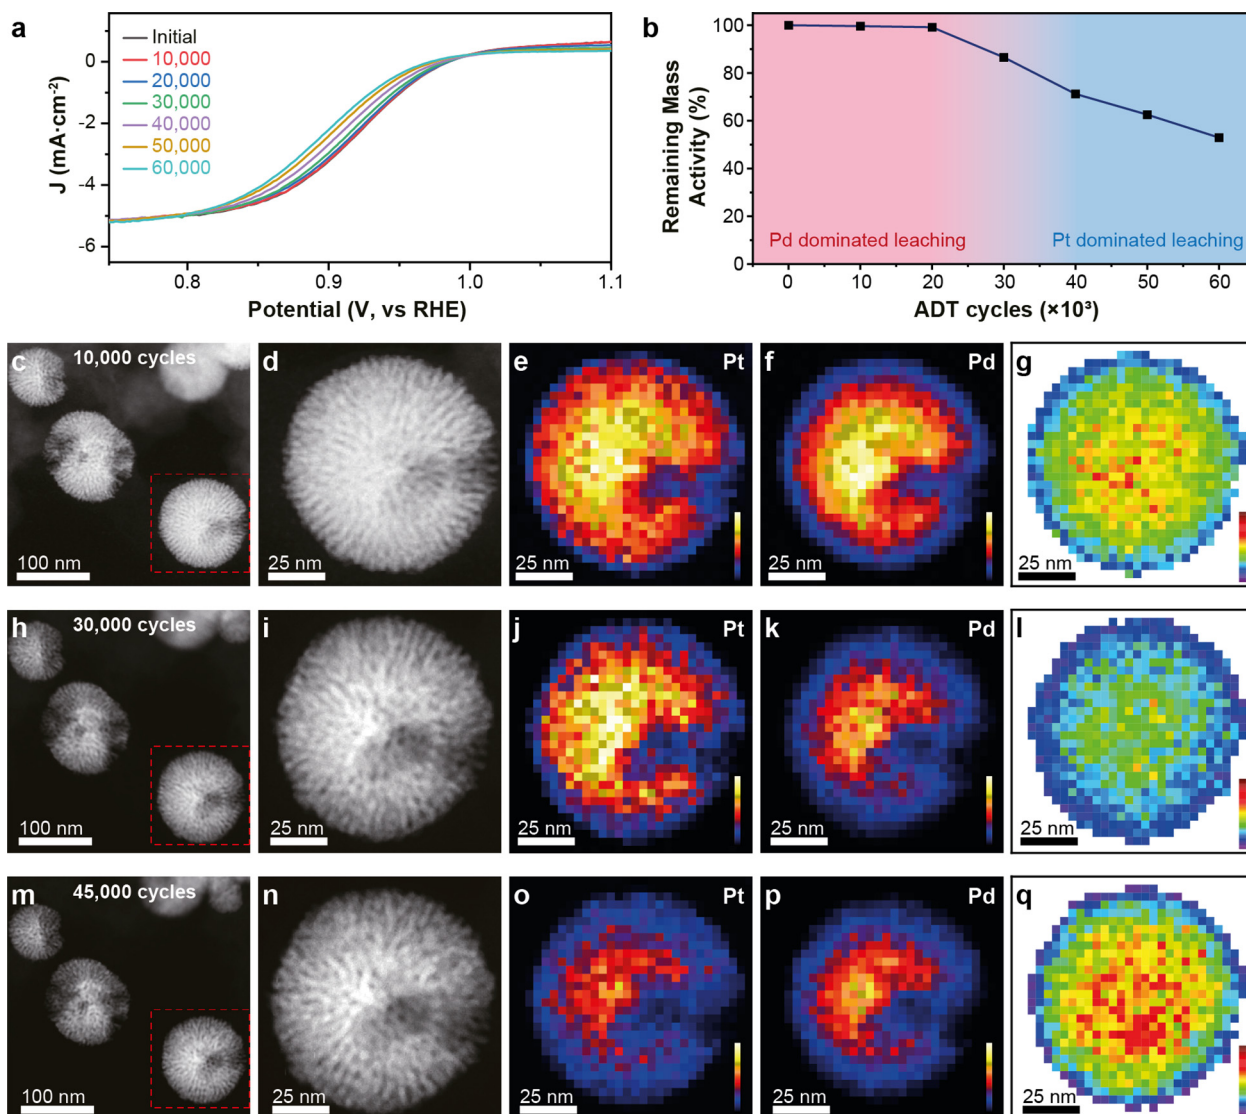 a
Initial
10,000
20,000
30,000
40,000
50,000
60,000
J (mA·cm⁻²)
0
-2
-4
-6
0.8
0.9
1.0
1.1
Potential (V, vs RHE)
b
Remaining Mass
Activity (%)
100
80
60
40
20
0
Pd dominated leaching
Pt dominated leaching
0
10
20
30
40
50
60
ADT cycles (×10³)
c
10,000 cycles
100 nm
d
25 nm
e
Pt
25 nm
f
Pd
25 nm
g
25 nm
h
30,000 cycles
100 nm
i
25 nm
j
Pt
25 nm
k
Pd
25 nm
l
25 nm
m
45,000 cycles
100 nm
n
25 nm
o
Pt
25 nm
p
Pd
25 nm
q
25 nm